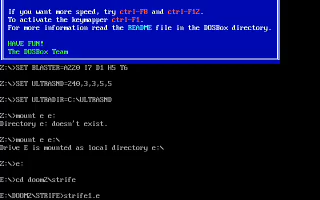 If you want more speed, try ctrl-F8 and ctrl-F12.
To activate the keymapper ctrl-F1.
For more information read the README file in the DOSBox directory.
HAVE FUN!
The DOSBox Team
Z:\>SET BLASTER=A220 I7 D1 H5 T6
Z:\>SET ULTRASND=240,3,3,5,5
Z:\>SET ULTRADIR=C:\ULTRASND
Z:\>mount e e:
Directory e: doesn't exist.
Z:\>mount e e:\
Drive E is mounted as local directory e:\
Z:\>e:
E:\>cd doom2\strife
E:\DOOM2\STRIFE>strife1.e